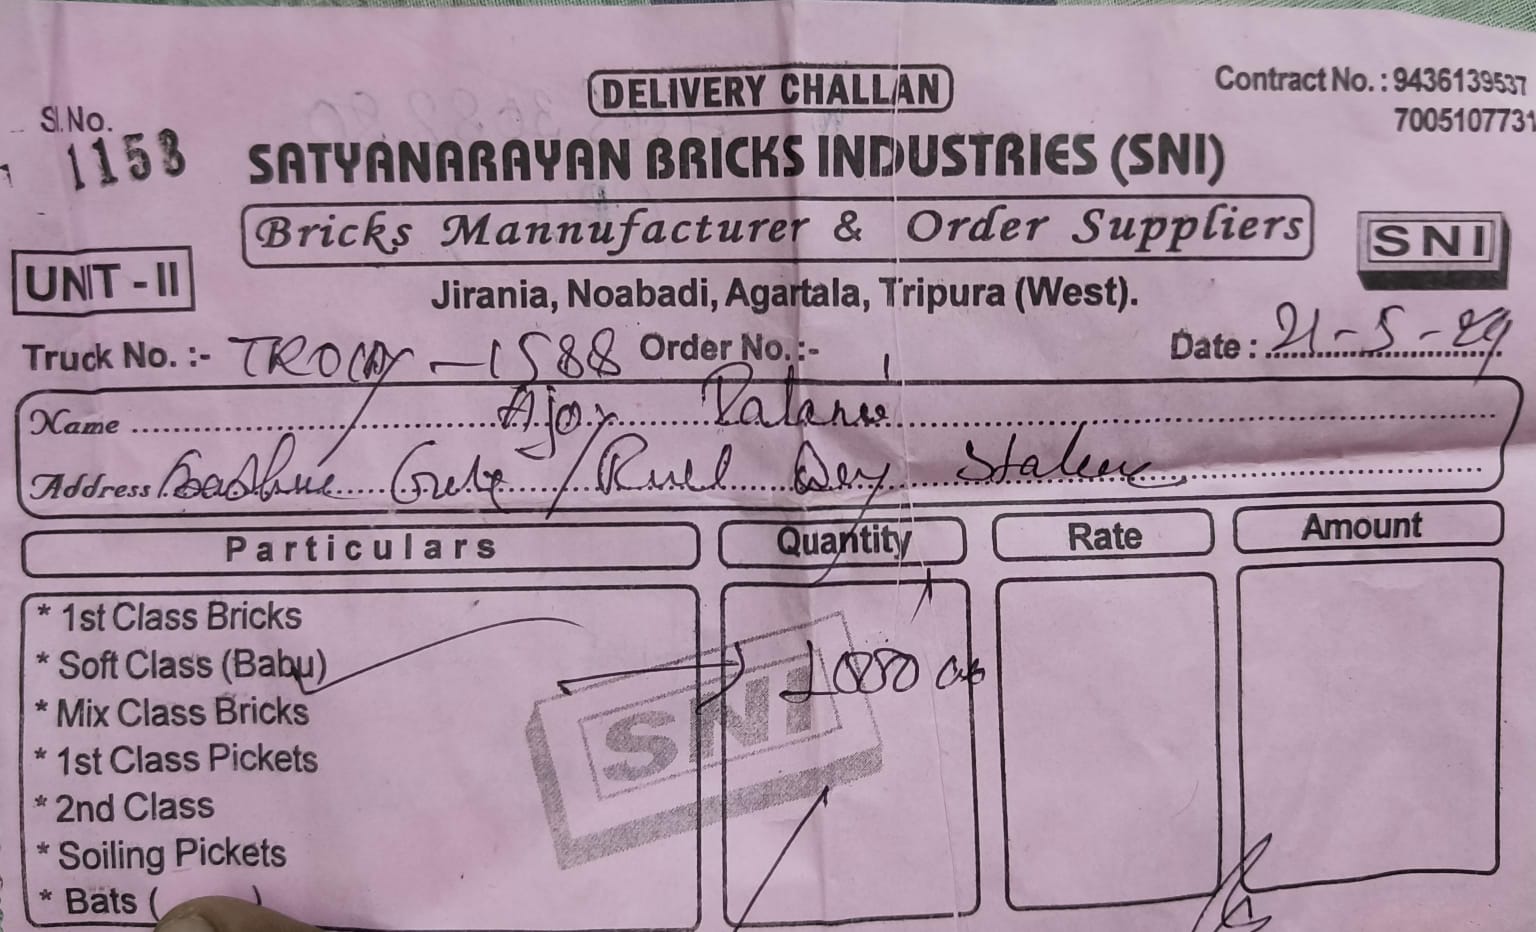 DELIVERY CHALLAN
Contract No. : 9436139537
7005107731
Sl.No.
1153
SATYANARAYAN BRICKS INDUSTRIES (SNI)
Bricks Mannufacturer & Order Suppliers
SNI
UNIT - II
Jirania, Noabadi, Agartala, Tripura (West).
Truck No. :- 1588 Order No. :- Date : 21-5-24
Name Ajoy
Address
Particulars Quantity Rate Amount
* 1st Class Bricks
* Soft Class (Babu)
* Mix Class Bricks
* 1st Class Pickets
* 2nd Class
* Soiling Pickets
* Bats ( )
SNI